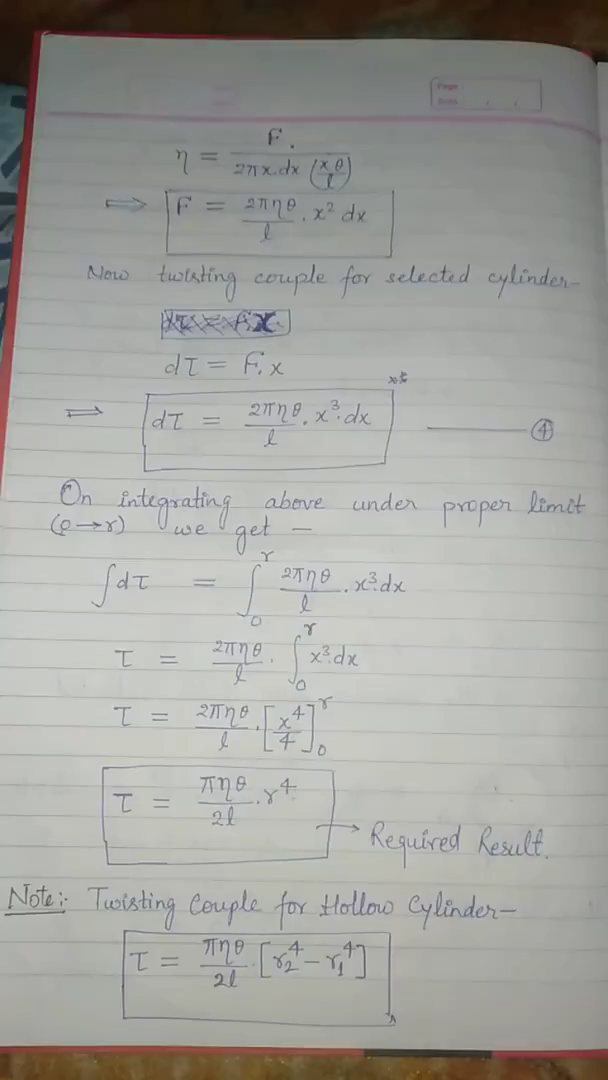 Page
η = F. / 2πx.dx (xθ/l)
⟹ F = 2πηθ/l . x² dx
Now twisting couple for selected cylinder-
dτ = F.x
⟹ dτ = 2πηθ/l . x³.dx ——— ④
On integrating above under proper limit
(0→r) we get —
∫dτ = ∫₀ʳ 2πηθ/l . x³.dx
τ = 2πηθ/l . ∫₀ʳ x³.dx
τ = 2πηθ/l . [x⁴/4]₀ʳ
τ = πηθ/2l . r⁴ → Required Result.
Note:- Twisting Couple for Hollow Cylinder-
τ = πηθ/2l . [r₂⁴ - r₁⁴]